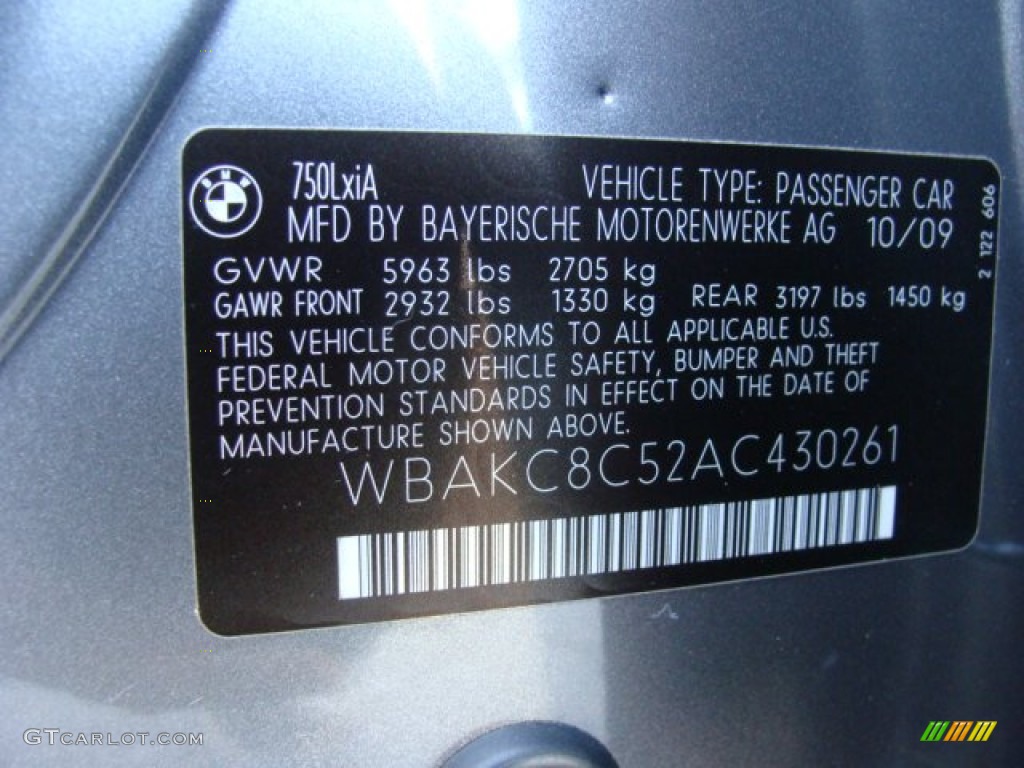 BMW
750LxiA
VEHICLE TYPE: PASSENGER CAR
MFD BY BAYERISCHE MOTORENWERKE AG 10/09
2 122 606
GVWR 5963 lbs 2705 kg
GAWR FRONT 2932 lbs 1330 kg REAR 3197 lbs 1450 kg
THIS VEHICLE CONFORMS TO ALL APPLICABLE U.S.
FEDERAL MOTOR VEHICLE SAFETY, BUMPER AND THEFT
PREVENTION STANDARDS IN EFFECT ON THE DATE OF
MANUFACTURE SHOWN ABOVE.
WBAKC8C52AC430261
GTCARLOT.COM